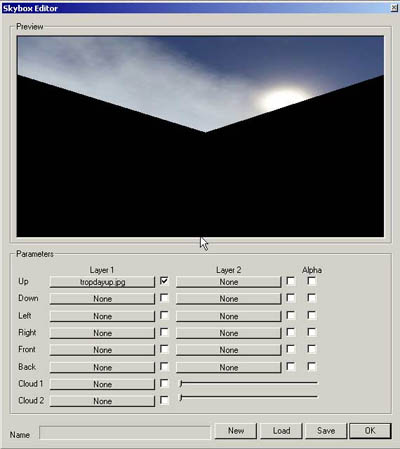 Skybox Editor
Preview
Parameters
Layer 1 Layer 2 Alpha
Up tropdayup.jpg None
Down None None
Left None None
Right None None
Front None None
Back None None
Cloud 1 None
Cloud 2 None
Name New Load Save OK